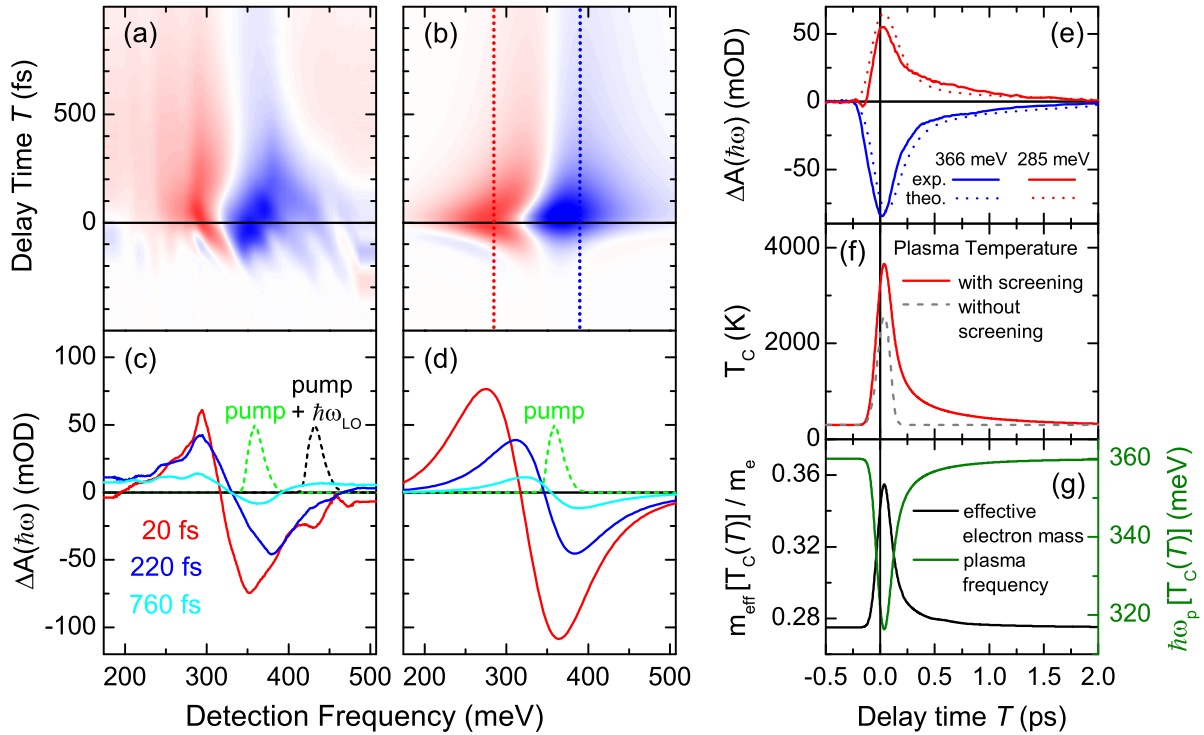 (a)
(b)
Delay Time T (fs)
500
0
(c)
(d)
100
50
0
-50
-100
ΔA(ħω) (mOD)
pump
pump
+ ħω_LO
pump
20 fs
220 fs
760 fs
200 300 400 500
200 300 400 500
Detection Frequency (meV)
(e)
50
0
-50
ΔA(ħω) (mOD)
366 meV 285 meV
exp.
theo.
(f)
Plasma Temperature
with screening
without
screening
4000
2000
0
T_C (K)
(g)
effective
electron mass
plasma
frequency
0.36
0.32
0.28
m_eff [T_C(T)] / m_e
360
340
320
ħω_p [T_C(T)] (meV)
-0.5 0.0 0.5 1.0 1.5 2.0
Delay time T (ps)